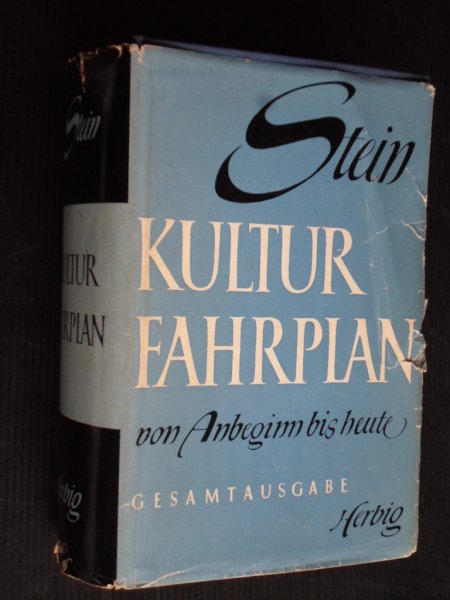 Stein
KULTUR
FAHRPLAN
von Anbeginn bis heute
GESAMTAUSGABE
Herbig
Stein
KULTUR
FAHRPLAN
Herbig